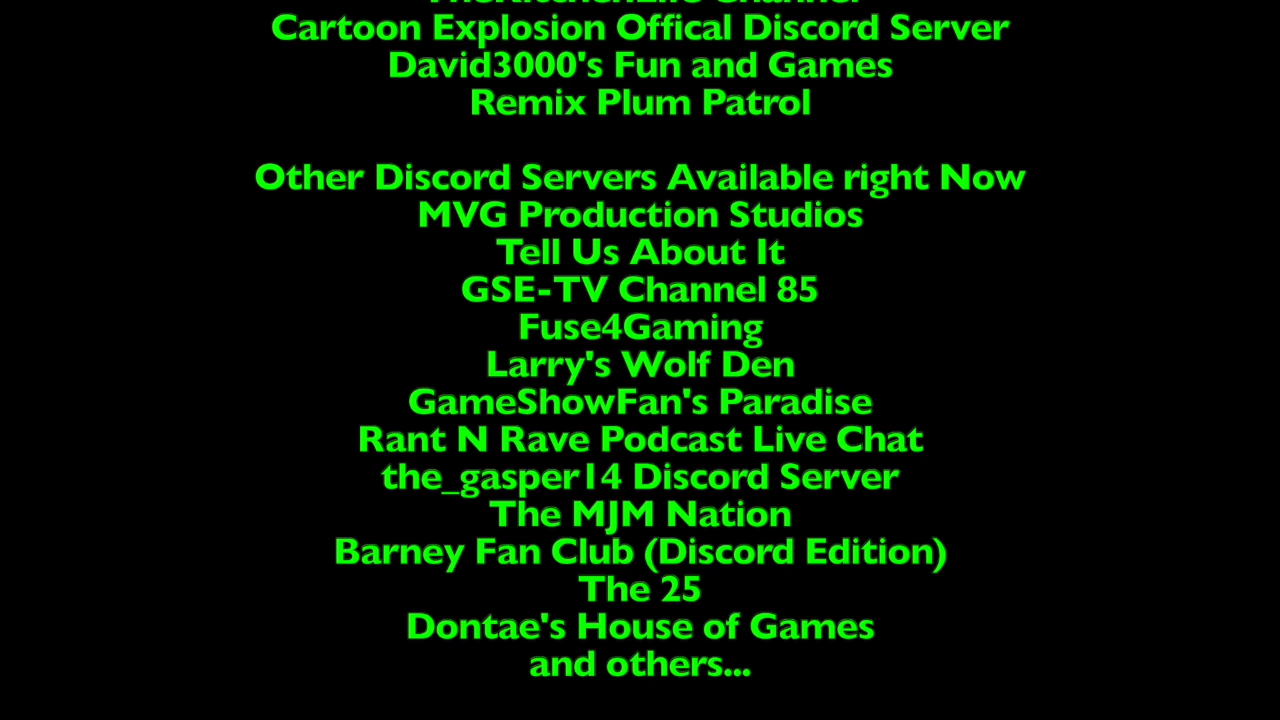 Channel
Cartoon Explosion Offical Discord Server
David3000's Fun and Games
Remix Plum Patrol
Other Discord Servers Available right Now
MVG Production Studios
Tell Us About It
GSE-TV Channel 85
Fuse4Gaming
Larry's Wolf Den
GameShowFan's Paradise
Rant N Rave Podcast Live Chat
the_gasper14 Discord Server
The MJM Nation
Barney Fan Club (Discord Edition)
The 25
Dontae's House of Games
and others...